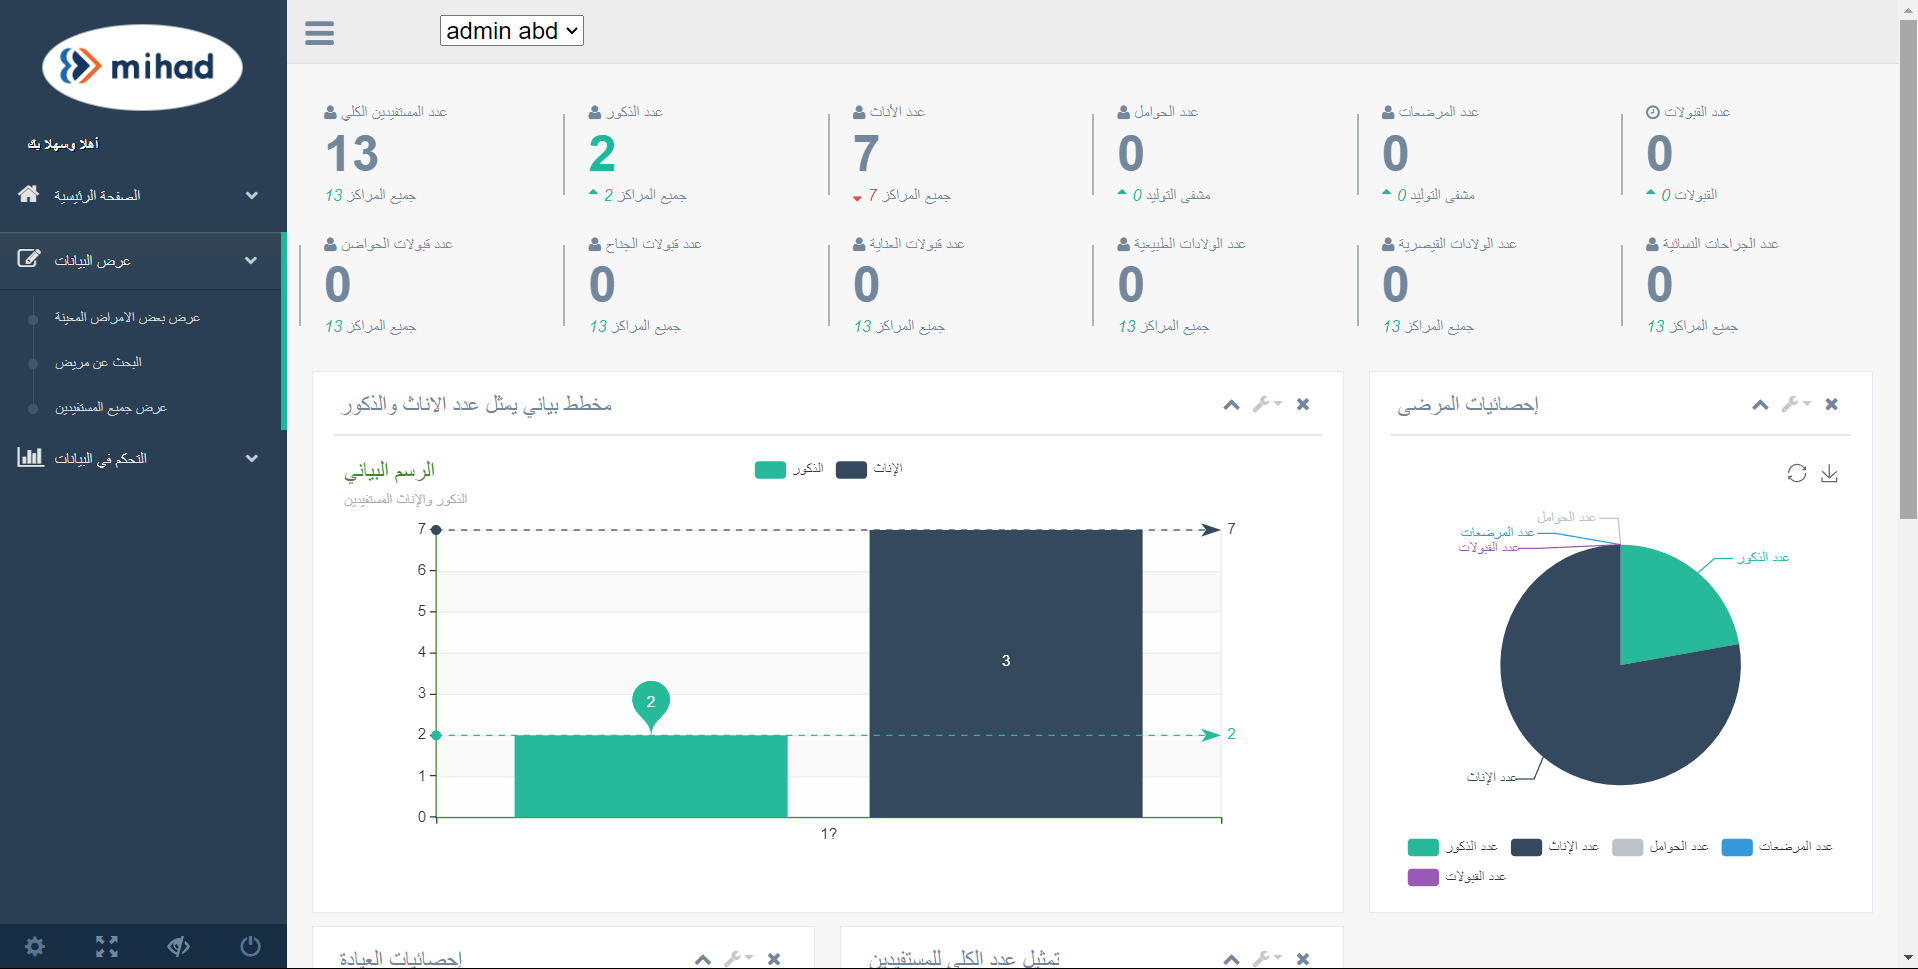 mihad
admin abd
أهلا وسهلا بك
الصفحة الرئيسية
عرض البيانات
عرض بعض الامراض المعينة
البحث عن مريض
عرض جميع المستفيدين
التحكم في البيانات
عدد المستفيدين الكلي
13
13 جميع المراكز
عدد الذكور
2
2 جميع المراكز
عدد الأناث
7
7 جميع المراكز
عدد الحوامل
0
0 مشفى التوليد
عدد المرضعات
0
0 مشفى التوليد
عدد القبولات
0
0 القبولات
عدد قبولات الحواضن
0
13 جميع المراكز
عدد قبولات الجناح
0
13 جميع المراكز
عدد قبولات العناية
0
13 جميع المراكز
عدد الولادات الطبيعية
0
13 جميع المراكز
عدد الولادات القيصرية
0
13 جميع المراكز
عدد الجراحات النسائية
0
13 جميع المراكز
مخطط بياني يمثل عدد الاناث والذكور
الرسم البياني
الذكور والإناث المستفيدين
الذكور
الإناث
7
6
5
4
3
2
1
0
7
2
2
3
1?
إحصائيات المرضى
عدد الحوامل
عدد المرضعات
عدد القبولات
عدد الذكور
عدد الإناث
عدد الذكور
عدد الإناث
عدد الحوامل
عدد المرضعات
عدد القبولات
إحصائيات العيادة
تمثيل عدد الكلي للمستفيدين